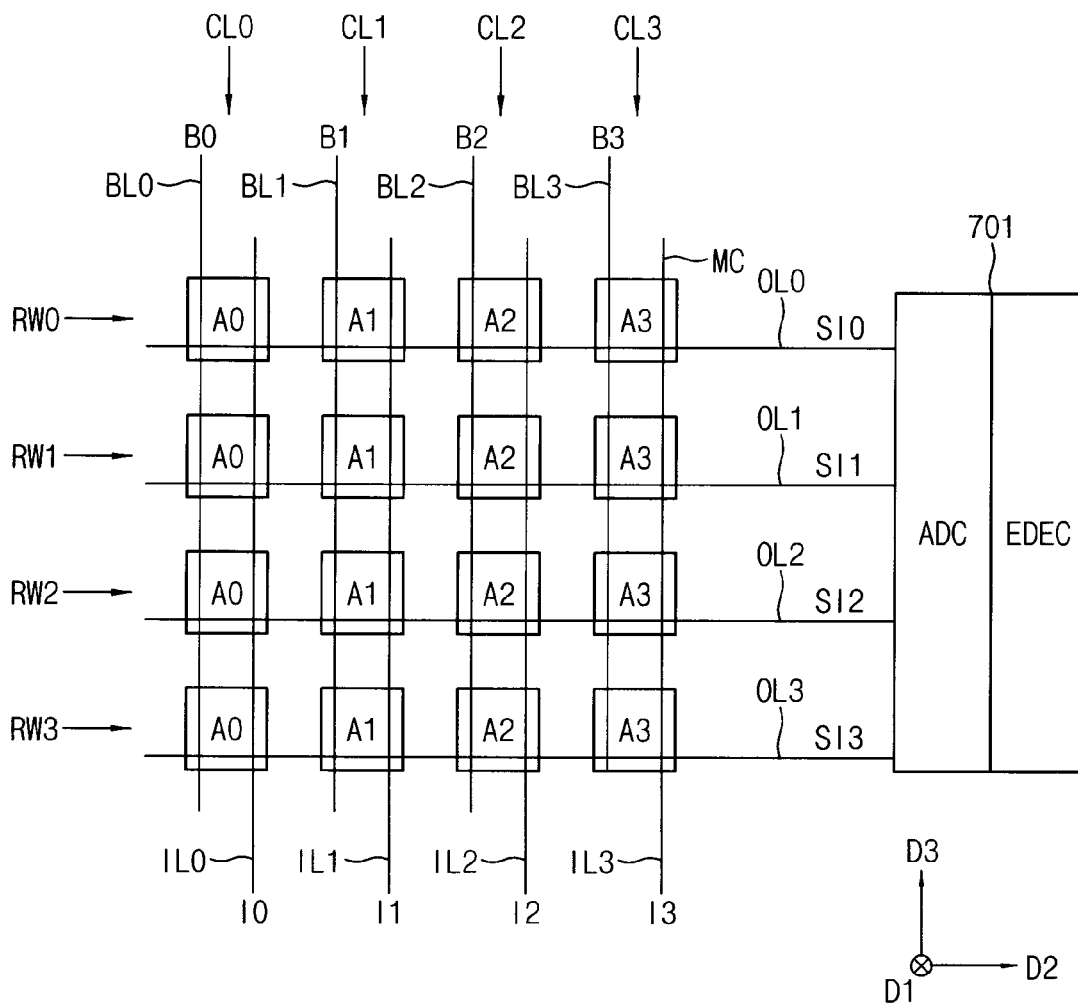 CL0 CL1 CL2 CL3
B0 B1 B2 B3
BL0 BL1 BL2 BL3
701
MC
OL0
RW0 A0 A1 A2 A3 SI0
OL1
RW1 A0 A1 A2 A3 SI1
ADC EDEC
OL2
RW2 A0 A1 A2 A3 SI2
OL3
RW3 A0 A1 A2 A3 SI3
IL0 IL1 IL2 IL3
I0 I1 I2 I3
D3
D2
D1